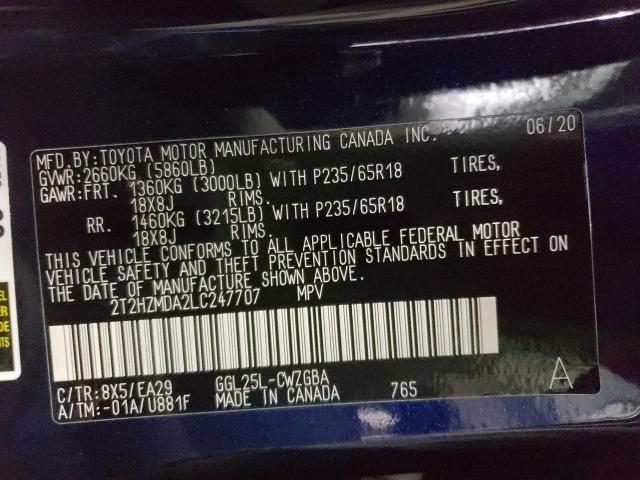 MFD.BY:TOYOTA MOTOR MANUFACTURING CANADA INC. 06/20
GVWR:2660KG (5860LB)
GAWR:FRT. 1360KG (3000LB) WITH P235/65R18 TIRES,
18X8J RIMS.
RR. 1460KG (3215LB) WITH P235/65R18 TIRES,
18X8J RIMS.
THIS VEHICLE CONFORMS TO ALL APPLICABLE FEDERAL MOTOR
VEHICLE SAFETY AND THEFT PREVENTION STANDARDS IN EFFECT ON
THE DATE OF MANUFACTURE SHOWN ABOVE.
2T2HZMDA2LC247707 MPV
C/TR:8X5/EA29 GGL25L-CWZGBA A
A/TM:-01A/U881F MADE IN CANADA 765